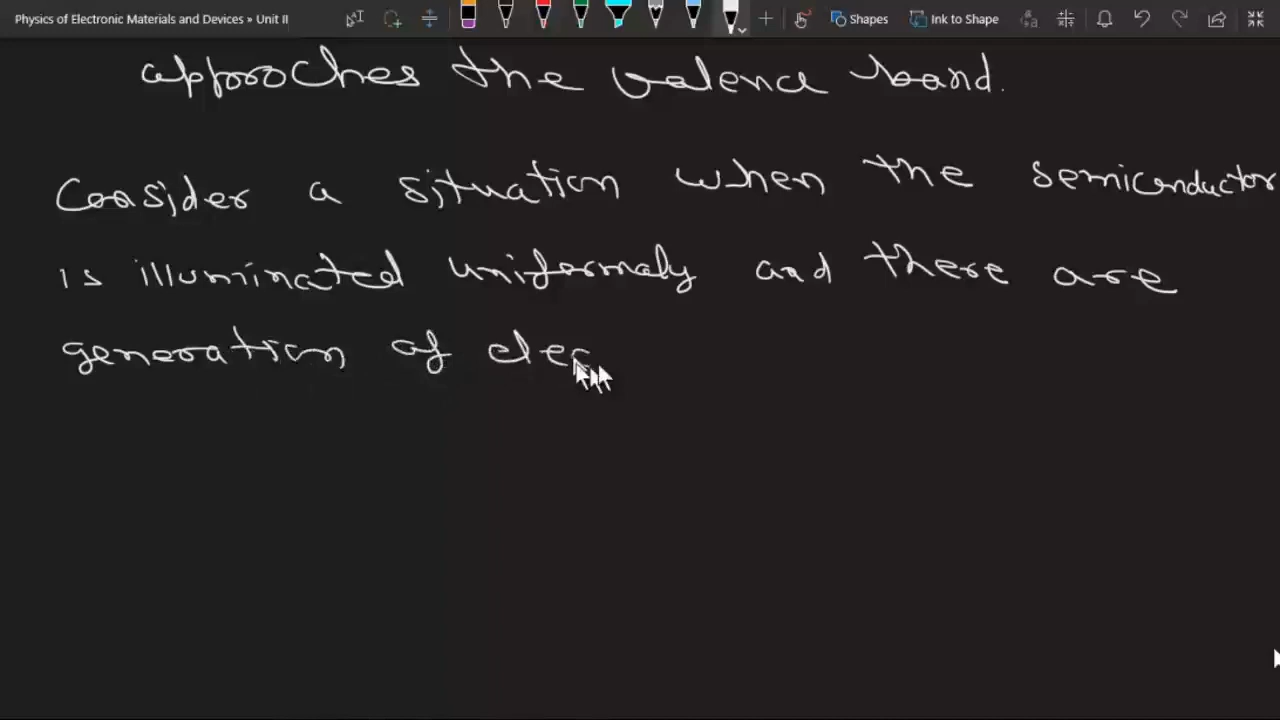 Physics of Electronic Materials and Devices » Unit II
Shapes
Ink to Shape
approches the valence band.
Consider a situation when the semiconductor
is illuminated uniformaly and there are
generation of elec